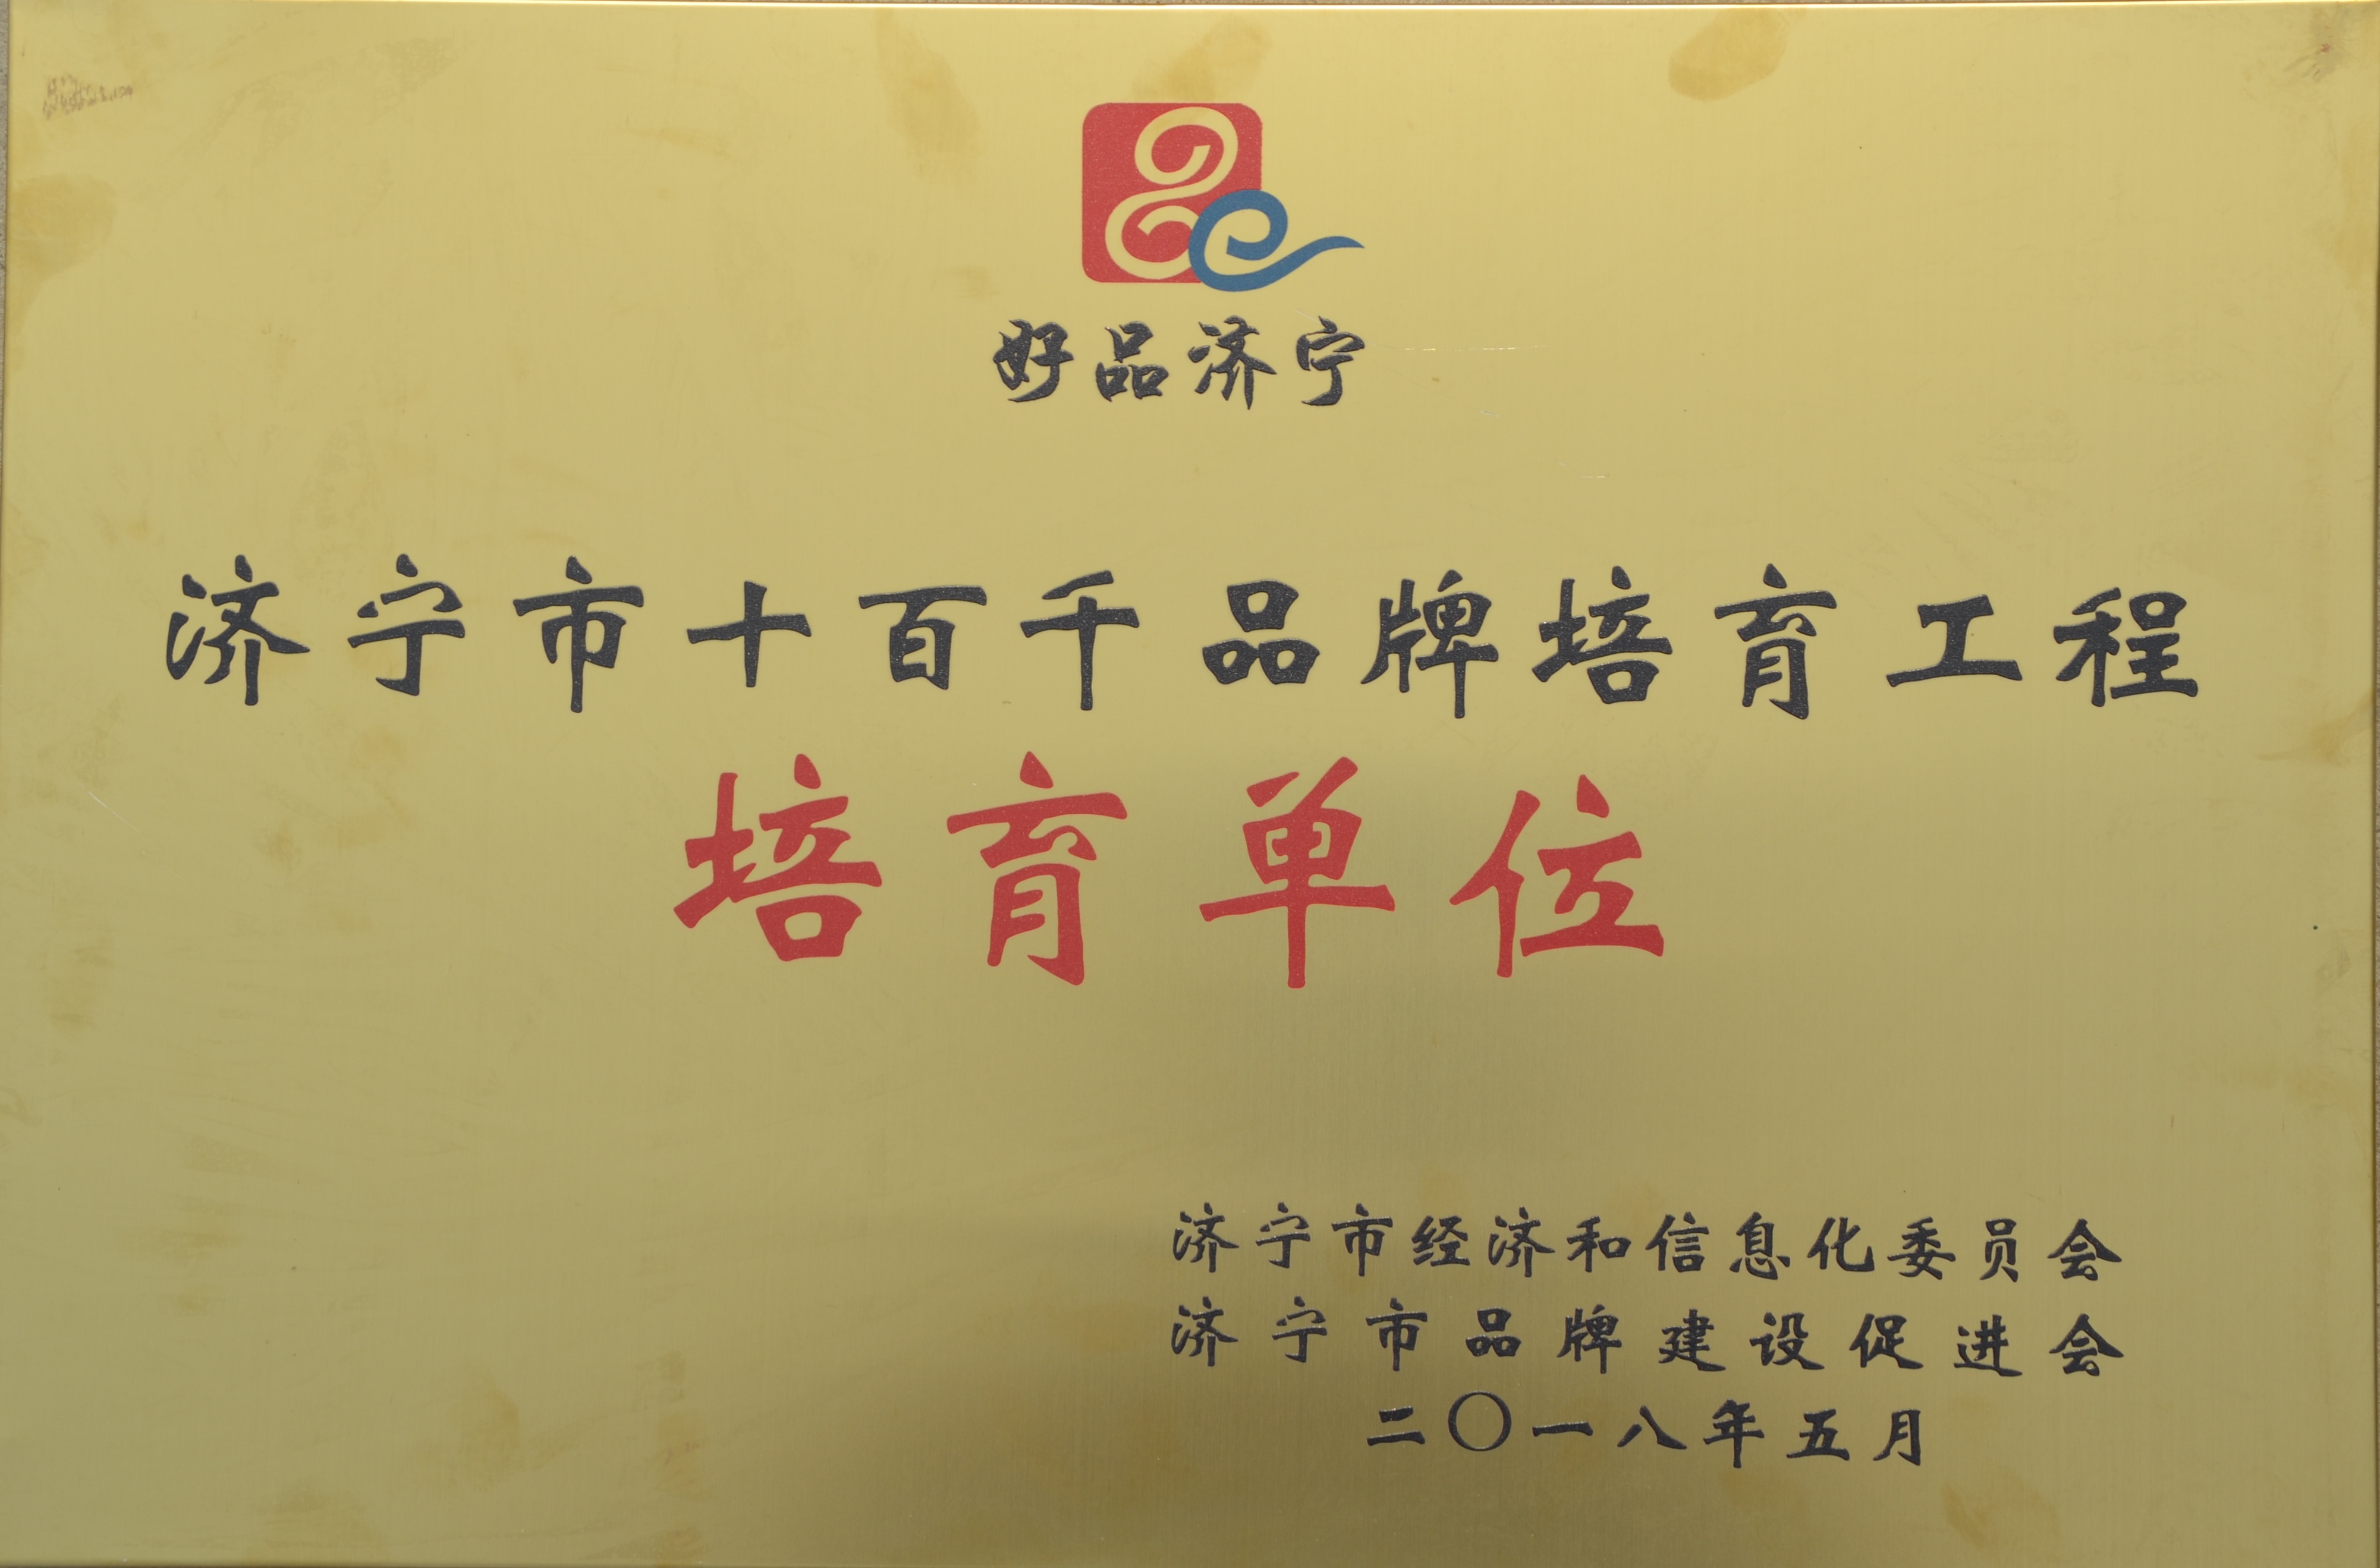 好品济宁
济宁市十百千品牌培育工程
培育单位
济宁市经济和信息化委员会
济宁市品牌建设促进会
二〇一八年五月